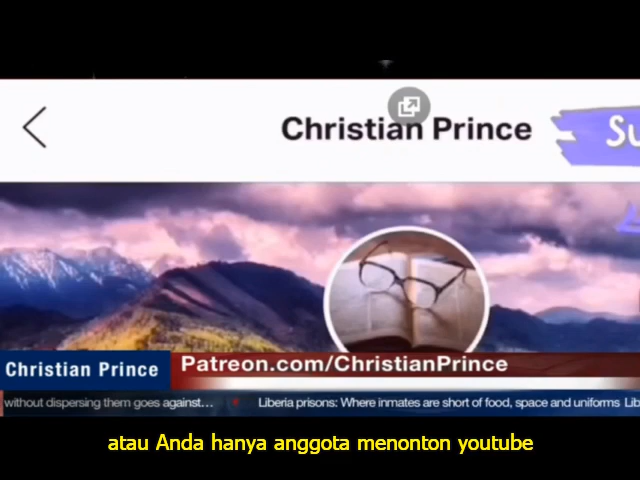 Christian Prince
Su
Christian Prince
Patreon.com/ChristianPrince
without dispersing them goes against... Liberia prisons: Where inmates are short of food, space and uniforms Lib
atau Anda hanya anggota menonton youtube